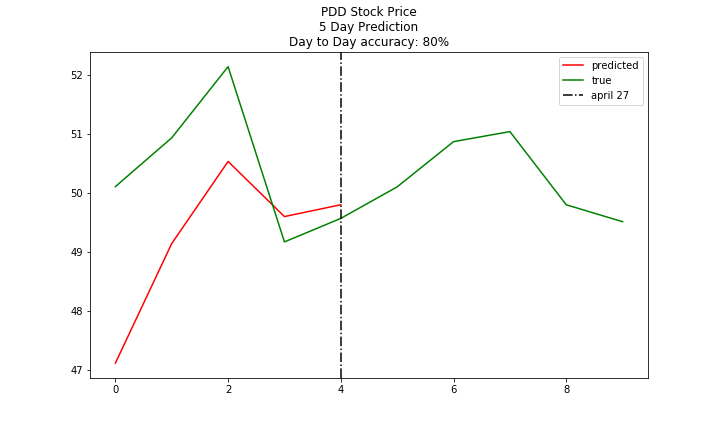 PDD Stock Price
5 Day Prediction
Day to Day accuracy: 80%
predicted
true
april 27
52
51
50
49
48
47
0 2 4 6 8